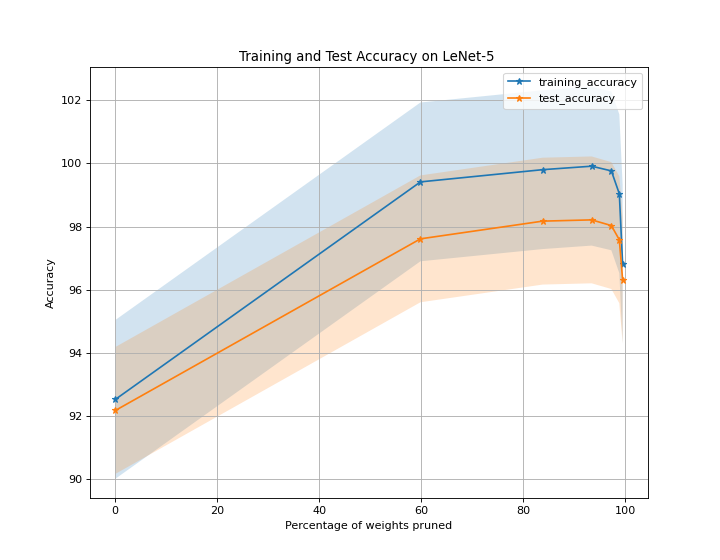 Training and Test Accuracy on LeNet-5
training_accuracy
test_accuracy
102
100
98
96
94
92
90
Accuracy
0 20 40 60 80 100
Percentage of weights pruned